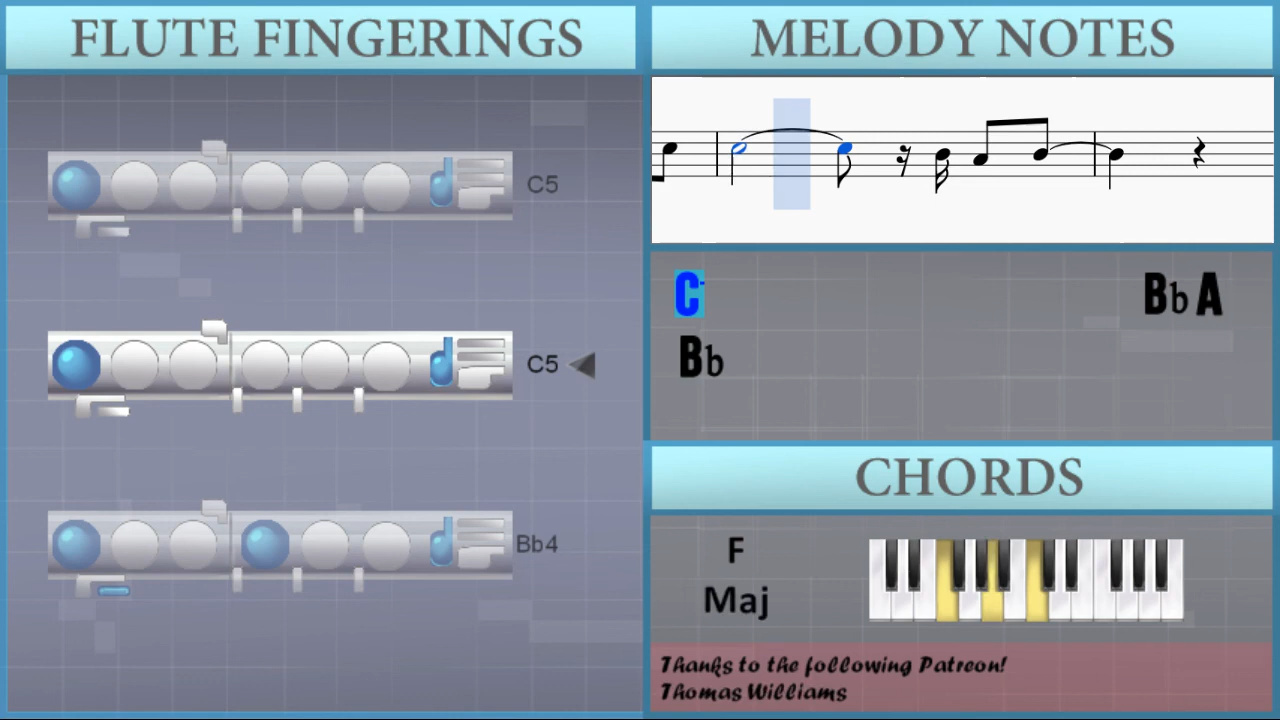 FLUTE FINGERINGS
C5
C5
Bb4
MELODY NOTES
C- Bb A
Bb
CHORDS
F
Maj
Thanks to the following Patreon!
Thomas Williams